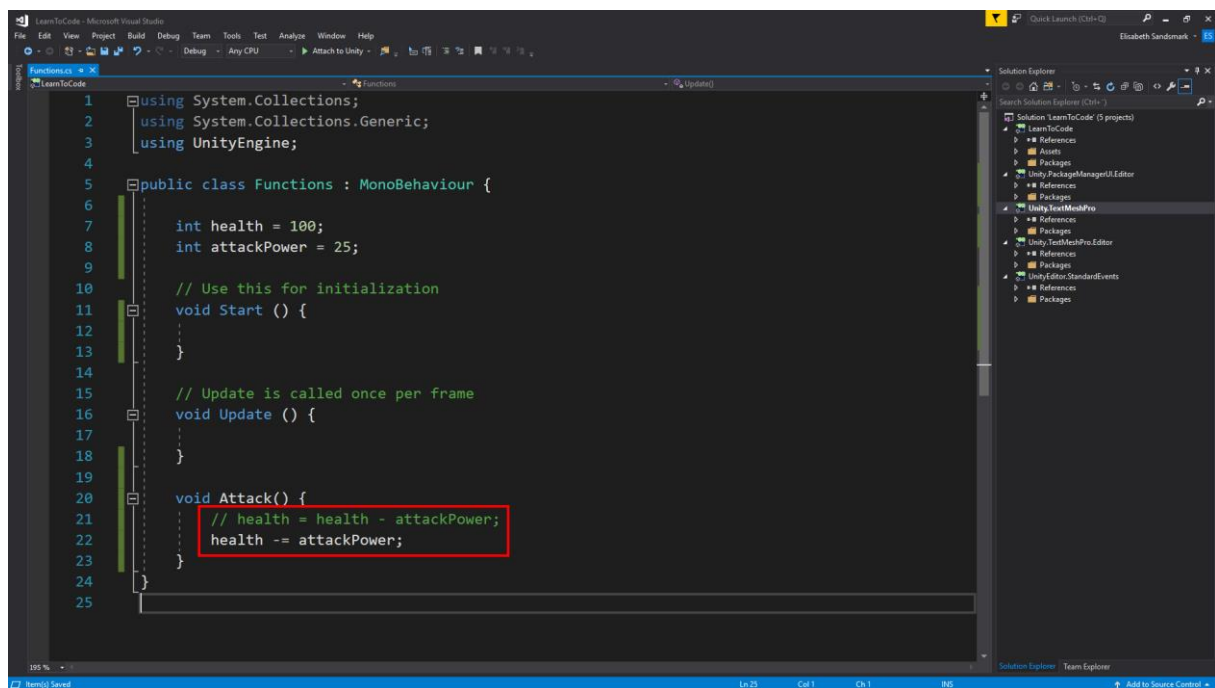 LearnToCode - Microsoft Visual Studio
Quick Launch (Ctrl+Q)
File Edit View Project Build Debug Team Tools Test Analyze Window Help
Elisabeth Sandsmark
ES
Debug Any CPU Attach to Unity
Toolbox
Functions.cs
LearnToCode Functions Update()
1 using System.Collections;
2 using System.Collections.Generic;
3 using UnityEngine;
4
5 public class Functions : MonoBehaviour {
6
7 int health = 100;
8 int attackPower = 25;
9
10 // Use this for initialization
11 void Start () {
12
13 }
14
15 // Update is called once per frame
16 void Update () {
17
18 }
19
20 void Attack() {
21 // health = health - attackPower;
22 health -= attackPower;
23 }
24 }
25
195 %
Solution Explorer
Search Solution Explorer (Ctrl+¨)
Solution 'LearnToCode' (5 projects)
LearnToCode
References
Assets
Packages
Unity.PackageManagerUI.Editor
References
Packages
Unity.TextMeshPro
References
Packages
Unity.TextMeshPro.Editor
References
Packages
UnityEditor.StandardEvents
References
Packages
Solution Explorer Team Explorer
Item(s) Saved Ln 25 Col 1 Ch 1 INS Add to Source Control